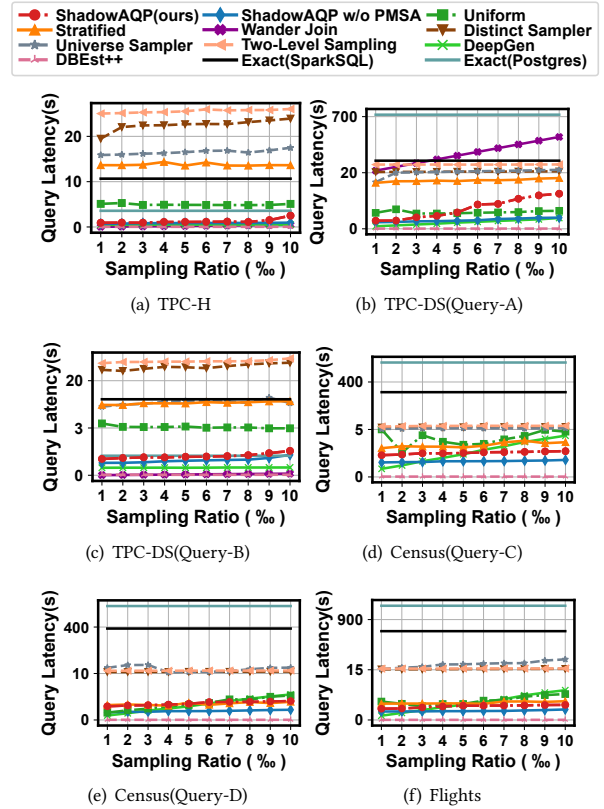 ShadowAQP(ours) ShadowAQP w/o PMSA Uniform
Stratified Wander Join Distinct Sampler
Universe Sampler Two-Level Sampling DeepGen
DBEst++ Exact(SparkSQL) Exact(Postgres)
Query Latency(s)
20
10
0
1 2 3 4 5 6 7 8 9 10
Sampling Ratio ( ‰ )
(a) TPC-H
Query Latency(s)
700
20
0
1 2 3 4 5 6 7 8 9 10
Sampling Ratio ( ‰ )
(b) TPC-DS(Query-A)
Query Latency(s)
20
3
0
1 2 3 4 5 6 7 8 9 10
Sampling Ratio ( ‰ )
(c) TPC-DS(Query-B)
Query Latency(s)
400
5
0
1 2 3 4 5 6 7 8 9 10
Sampling Ratio ( ‰ )
(d) Census(Query-C)
Query Latency(s)
400
10
0
1 2 3 4 5 6 7 8 9 10
Sampling Ratio ( ‰ )
(e) Census(Query-D)
Query Latency(s)
900
15
0
1 2 3 4 5 6 7 8 9 10
Sampling Ratio ( ‰ )
(f) Flights